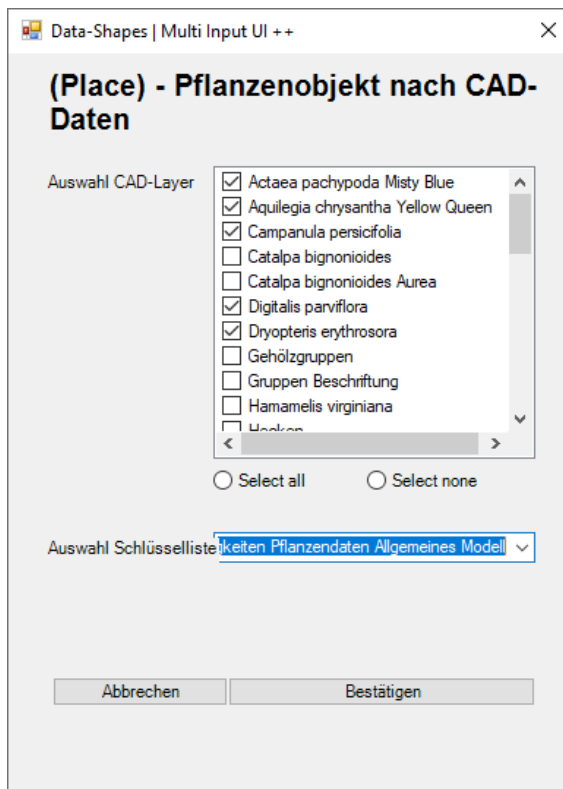 Data-Shapes | Multi Input UI ++
(Place) - Pflanzenobjekt nach CAD-
Daten
Auswahl CAD-Layer
Actaea pachypoda Misty Blue
Aquilegia chrysantha Yellow Queen
Campanula persicifolia
Catalpa bignonioides
Catalpa bignonioides Aurea
Digitalis parviflora
Dryopteris erythrosora
Gehölzgruppen
Gruppen Beschriftung
Hamamelis virginiana
Select all Select none
Auswahl Schlüsselliste
Pflanzendaten Allgemeines Modell
Abbrechen Bestätigen